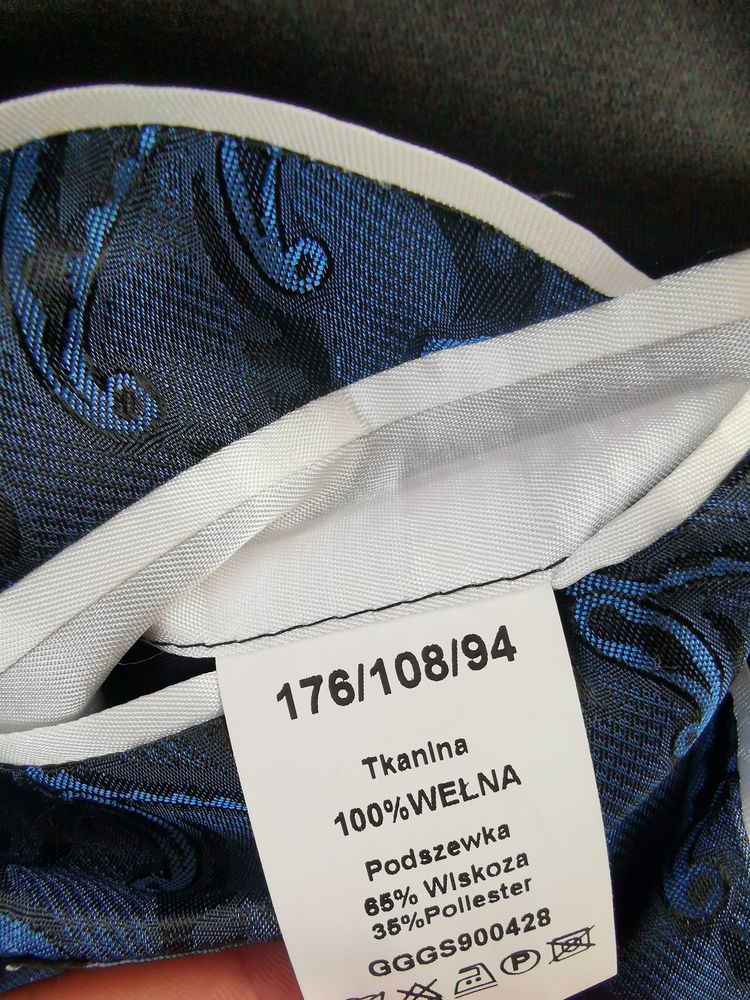 176/108/94
Tkanina
100%WEŁNA
Podszewka
65% Wiskoza
35%Poliester
GGGS900428
P